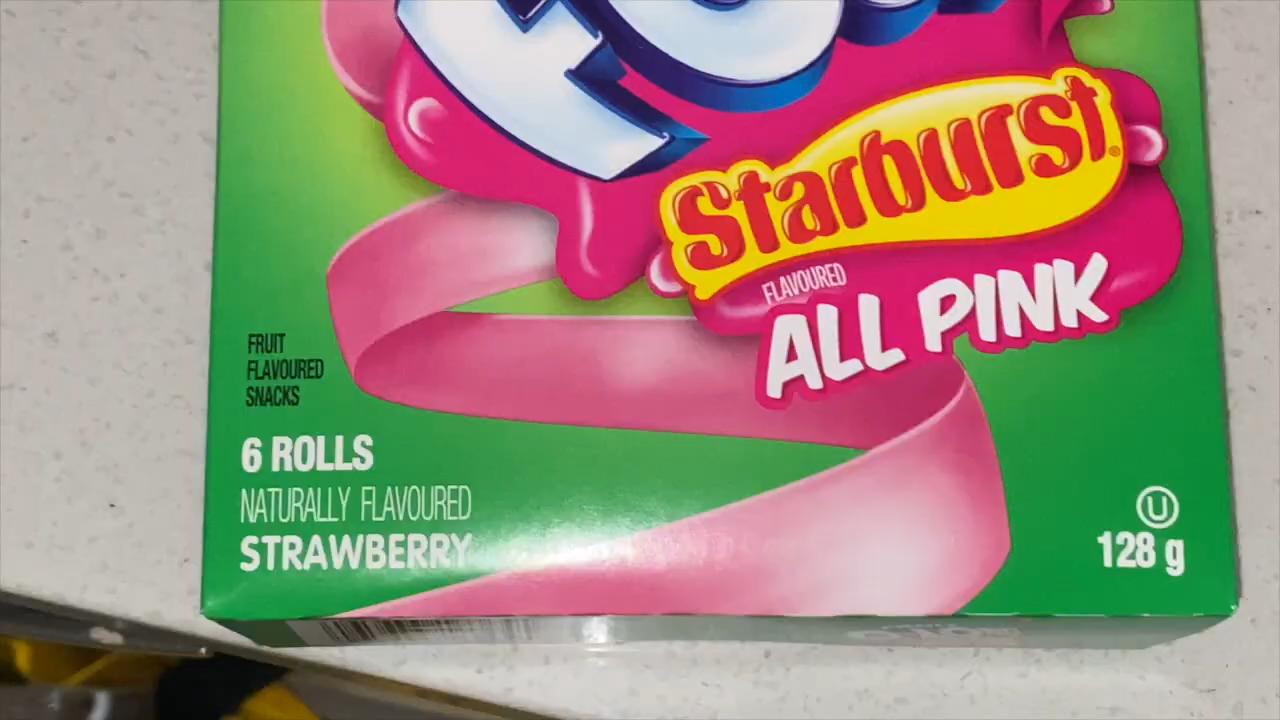 Starburst®
FLAVOURED
ALL PINK
FRUIT
FLAVOURED
SNACKS
6 ROLLS
NATURALLY FLAVOURED
STRAWBERRY
U
128 g